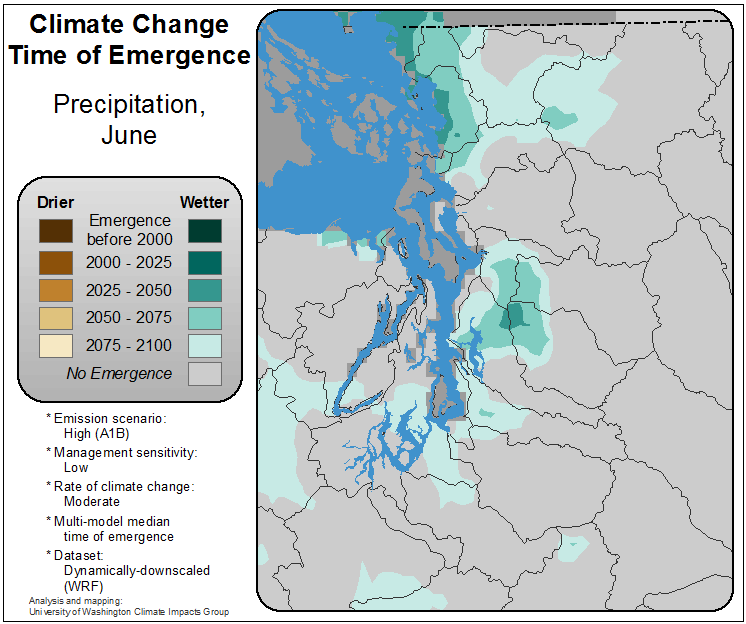 Climate Change
Time of Emergence
Precipitation,
June
Drier Wetter
Emergence
before 2000
2000 - 2025
2025 - 2050
2050 - 2075
2075 - 2100
No Emergence
* Emission scenario:
High (A1B)
* Management sensitivity:
Low
* Rate of climate change:
Moderate
* Multi-model median
time of emergence
* Dataset:
Dynamically-downscaled
(WRF)
Analysis and mapping:
University of Washington Climate Impacts Group